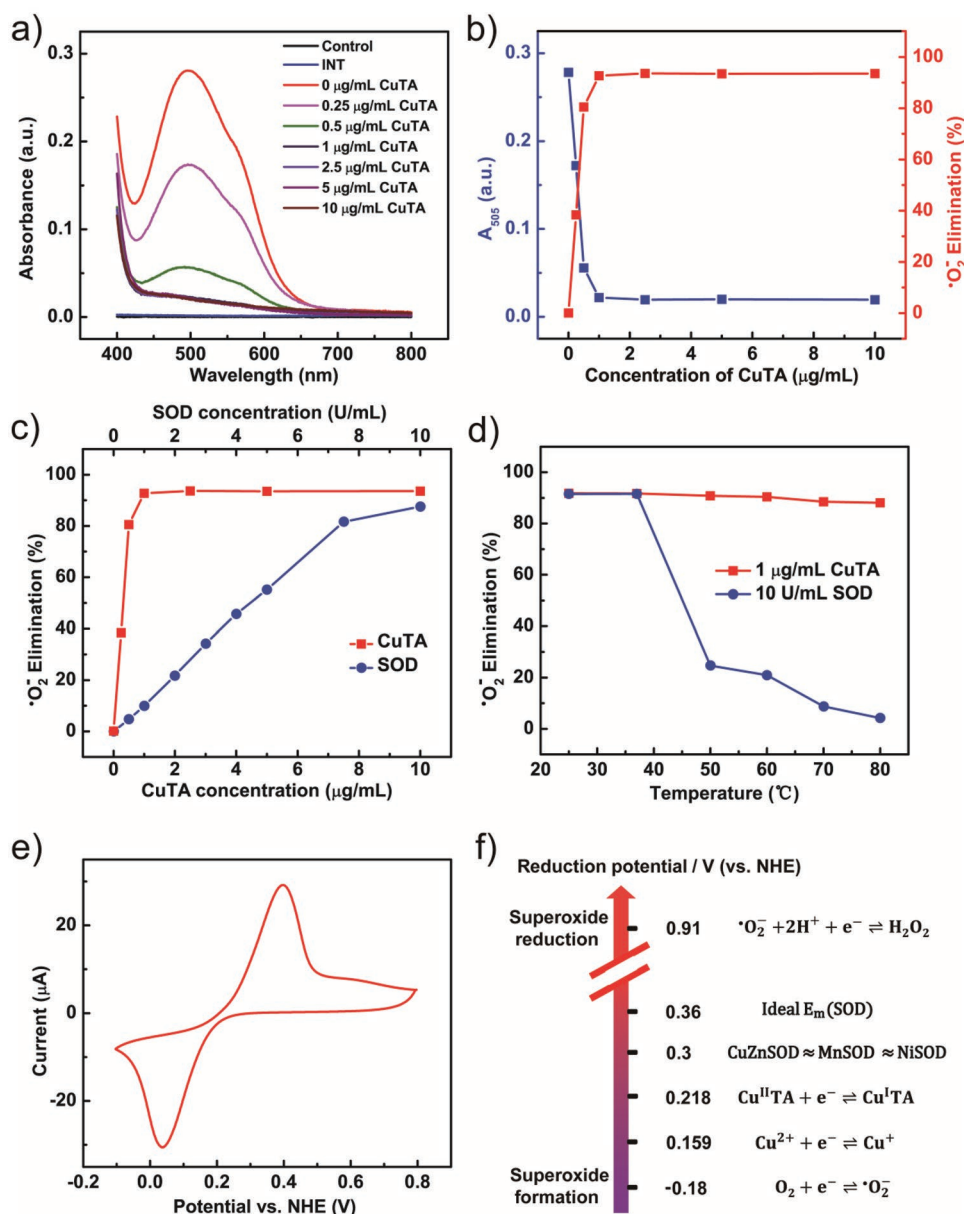 a)
0.3
0.2
0.1
0.0
Absorbance (a.u.)
400 500 600 700 800
Wavelength (nm)
Control
INT
0 μg/mL CuTA
0.25 μg/mL CuTA
0.5 μg/mL CuTA
1 μg/mL CuTA
2.5 μg/mL CuTA
5 μg/mL CuTA
10 μg/mL CuTA
b)
0.3
0.2
0.1
0.0
A₅₀₅ (a.u.)
0 2 4 6 8 10
Concentration of CuTA (μg/mL)
100
80
60
40
20
0
•O₂⁻ Elimination (%)
c)
SOD concentration (U/mL)
0 2 4 6 8 10
100
80
60
40
20
0
•O₂⁻ Elimination (%)
CuTA
SOD
0 2 4 6 8 10
CuTA concentration (μg/mL)
d)
100
80
60
40
20
0
•O₂⁻ Elimination (%)
1 μg/mL CuTA
10 U/mL SOD
20 30 40 50 60 70 80
Temperature (℃)
e)
20
0
-20
Current (μA)
-0.2 0.0 0.2 0.4 0.6 0.8
Potential vs. NHE (V)
f)
Reduction potential / V (vs. NHE)
Superoxide
reduction
0.91 •O₂⁻ +2H⁺ + e⁻ ⇌ H₂O₂
0.36 Ideal Eₘ(SOD)
0.3 CuZnSOD ≈ MnSOD ≈ NiSOD
0.218 CuᴵᴵTA + e⁻ ⇌ CuᴵTA
0.159 Cu²⁺ + e⁻ ⇌ Cu⁺
Superoxide
formation
-0.18 O₂ + e⁻ ⇌ •O₂⁻